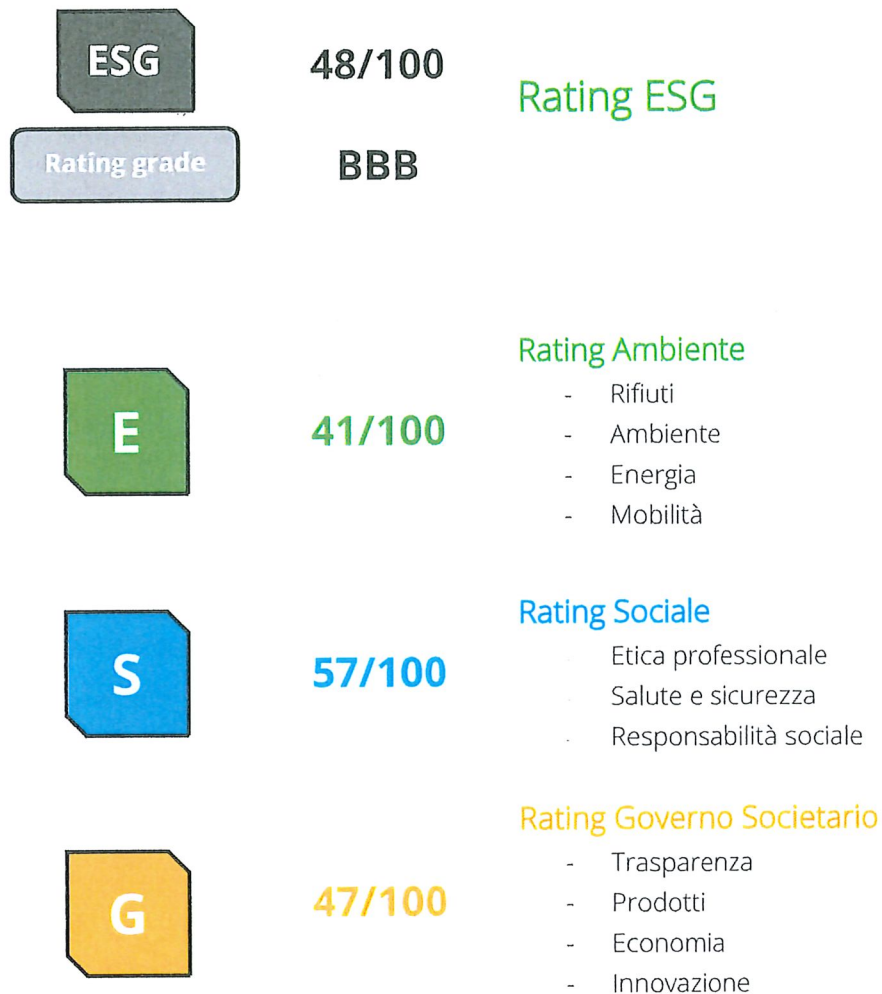 ESG 48/100
Rating ESG
Rating grade BBB
Rating Ambiente
- Rifiuti
E 41/100
- Ambiente
- Energia
- Mobilità
Rating Sociale
Etica professionale
S 57/100
Salute e sicurezza
Responsabilità sociale
Rating Governo Societario
- Trasparenza
G 47/100
- Prodotti
- Economia
- Innovazione